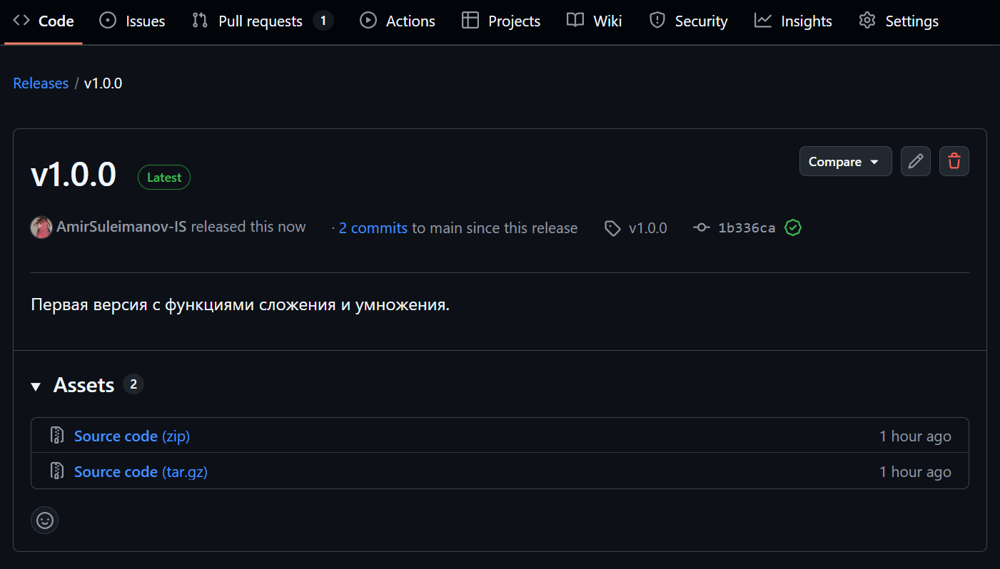 Code Issues Pull requests 1 Actions Projects Wiki Security Insights Settings
Releases / v1.0.0
v1.0.0 Latest Compare
AmirSuleimanov-IS released this now · 2 commits to main since this release v1.0.0 1b336ca
Первая версия с функциями сложения и умножения.
Assets 2
Source code (zip) 1 hour ago
Source code (tar.gz) 1 hour ago